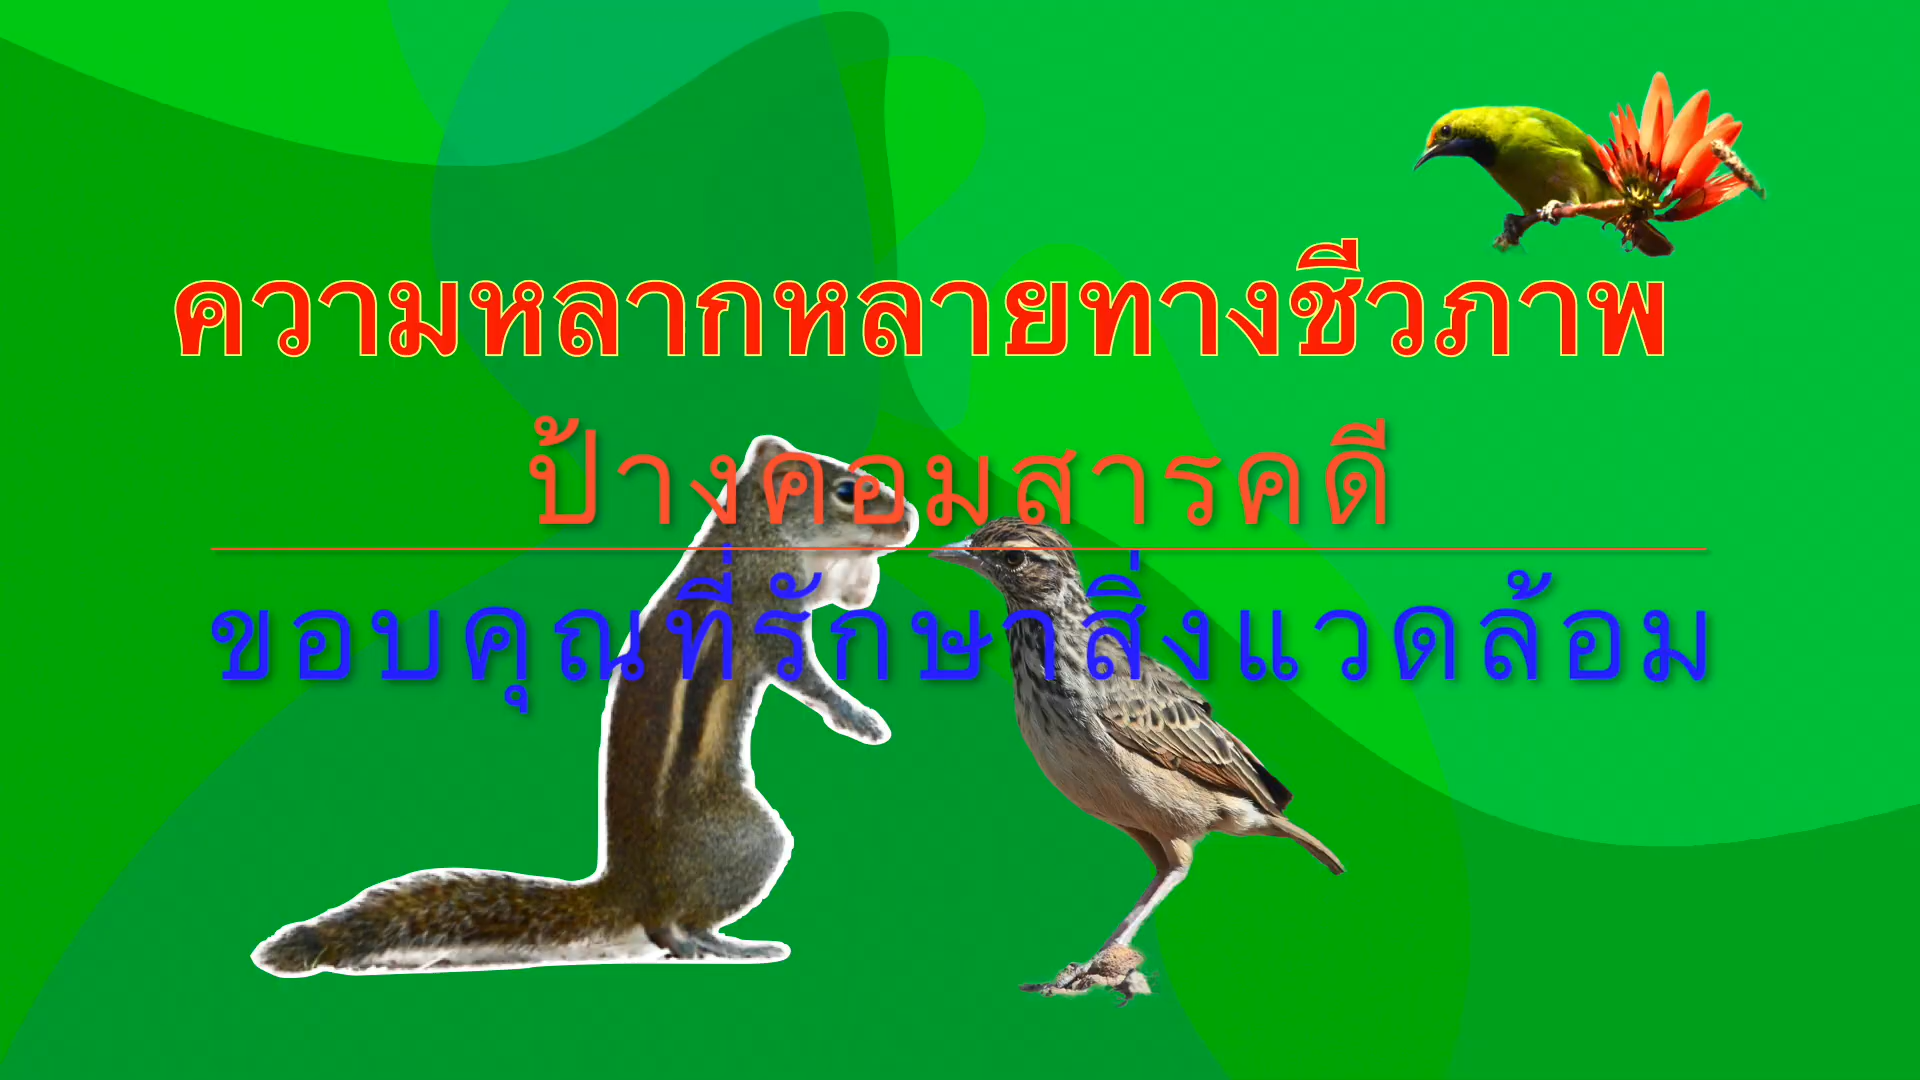 ความหลากหลายทางชีวภาพ
ป้างคอมสารคดี
ขอบคุณที่รักษาสิ่งแวดล้อม